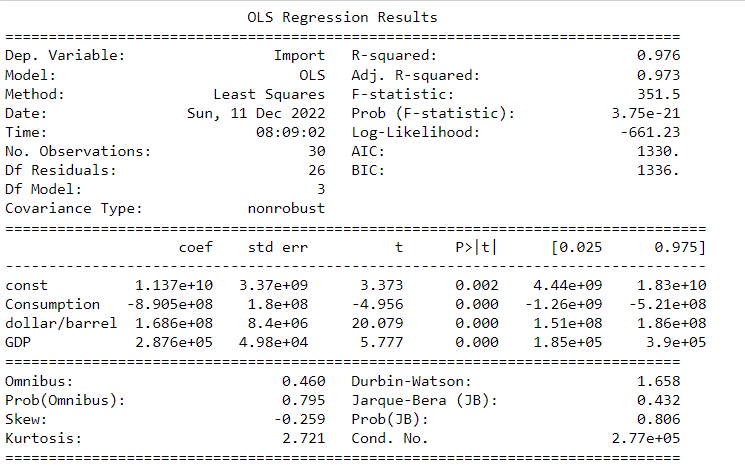 OLS Regression Results
==============================================================================
Dep. Variable: Import R-squared: 0.976
Model: OLS Adj. R-squared: 0.973
Method: Least Squares F-statistic: 351.5
Date: Sun, 11 Dec 2022 Prob (F-statistic): 3.75e-21
Time: 08:09:02 Log-Likelihood: -661.23
No. Observations: 30 AIC: 1330.
Df Residuals: 26 BIC: 1336.
Df Model: 3
Covariance Type: nonrobust
=================================================================================
coef std err t P>|t| [0.025 0.975]
---------------------------------------------------------------------------------
const 1.137e+10 3.37e+09 3.373 0.002 4.44e+09 1.83e+10
Consumption -8.905e+08 1.8e+08 -4.956 0.000 -1.26e+09 -5.21e+08
dollar/barrel 1.686e+08 8.4e+06 20.079 0.000 1.51e+08 1.86e+08
GDP 2.876e+05 4.98e+04 5.777 0.000 1.85e+05 3.9e+05
==============================================================================
Omnibus: 0.460 Durbin-Watson: 1.658
Prob(Omnibus): 0.795 Jarque-Bera (JB): 0.432
Skew: -0.259 Prob(JB): 0.806
Kurtosis: 2.721 Cond. No. 2.77e+05
==============================================================================